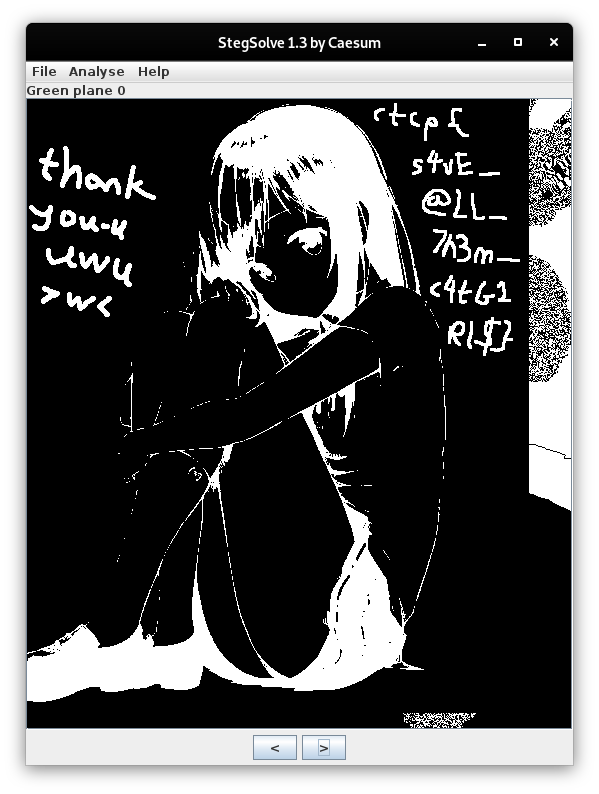 StegSolve 1.3 by Caesum
File Analyse Help
Green plane 0
thank
you-u
uwu
>w<
rtcp{
s4vE_
@LL_
7h3m_
c4tG1
Rl$}
< >